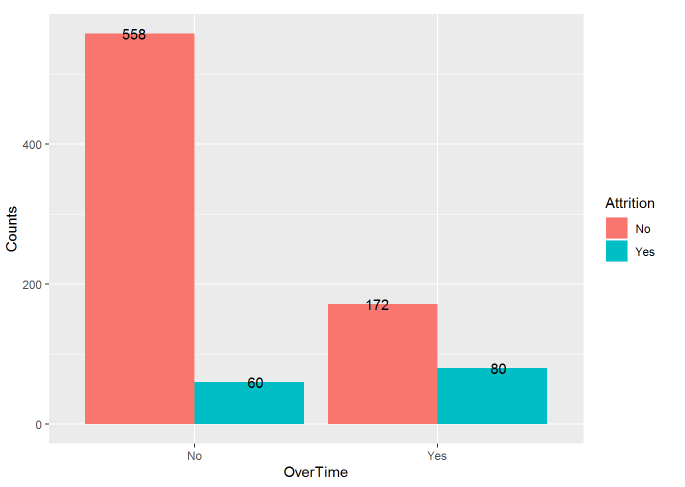 558
400
Attrition
No
Yes
Counts
200
172
80
60
0
No
Yes
OverTime